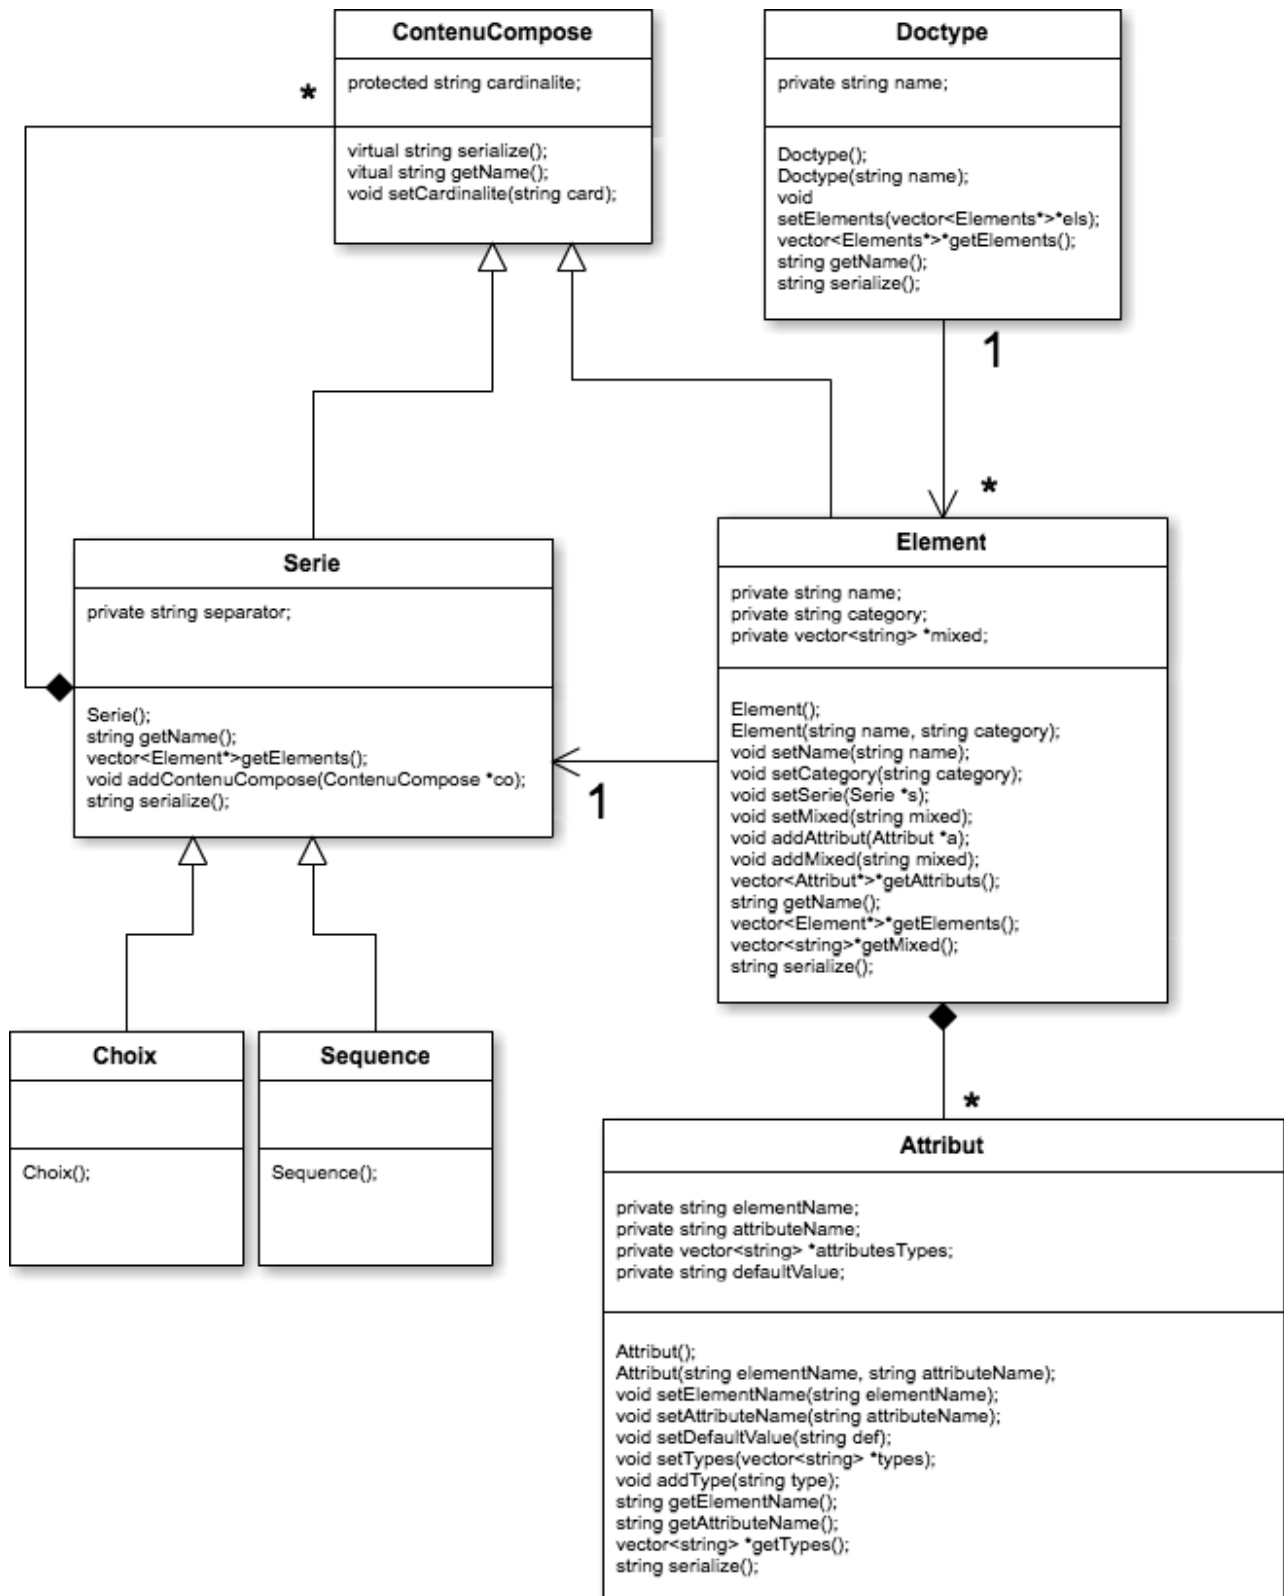 ContenuCompose
protected string cardinalite;
virtual string serialize();
vitual string getName();
void setCardinalite(string card);
*
Doctype
private string name;
Doctype();
Doctype(string name);
void
setElements(vector<Elements*>*els);
vector<Elements*>*getElements();
string getName();
string serialize();
1
*
Serie
private string separator;
Serie();
string getName();
vector<Element*>getElements();
void addContenuCompose(ContenuCompose *co);
string serialize();
1
Element
private string name;
private string category;
private vector<string> *mixed;
Element();
Element(string name, string category);
void setName(string name);
void setCategory(string category);
void setSerie(Serie *s);
void setMixed(string mixed);
void addAttribut(Attribut *a);
void addMixed(string mixed);
vector<Attribut*>*getAttributs();
string getName();
vector<Element*>*getElements();
vector<string>*getMixed();
string serialize();
*
Choix
Choix();
Sequence
Sequence();
Attribut
private string elementName;
private string attributeName;
private vector<string> *attributesTypes;
private string defaultValue;
Attribut();
Attribut(string elementName, string attributeName);
void setElementName(string elementName);
void setAttributeName(string attributeName);
void setDefaultValue(string def);
void setTypes(vector<string> *types);
void addType(string type);
string getElementName();
string getAttributeName();
vector<string> *getTypes();
string serialize();